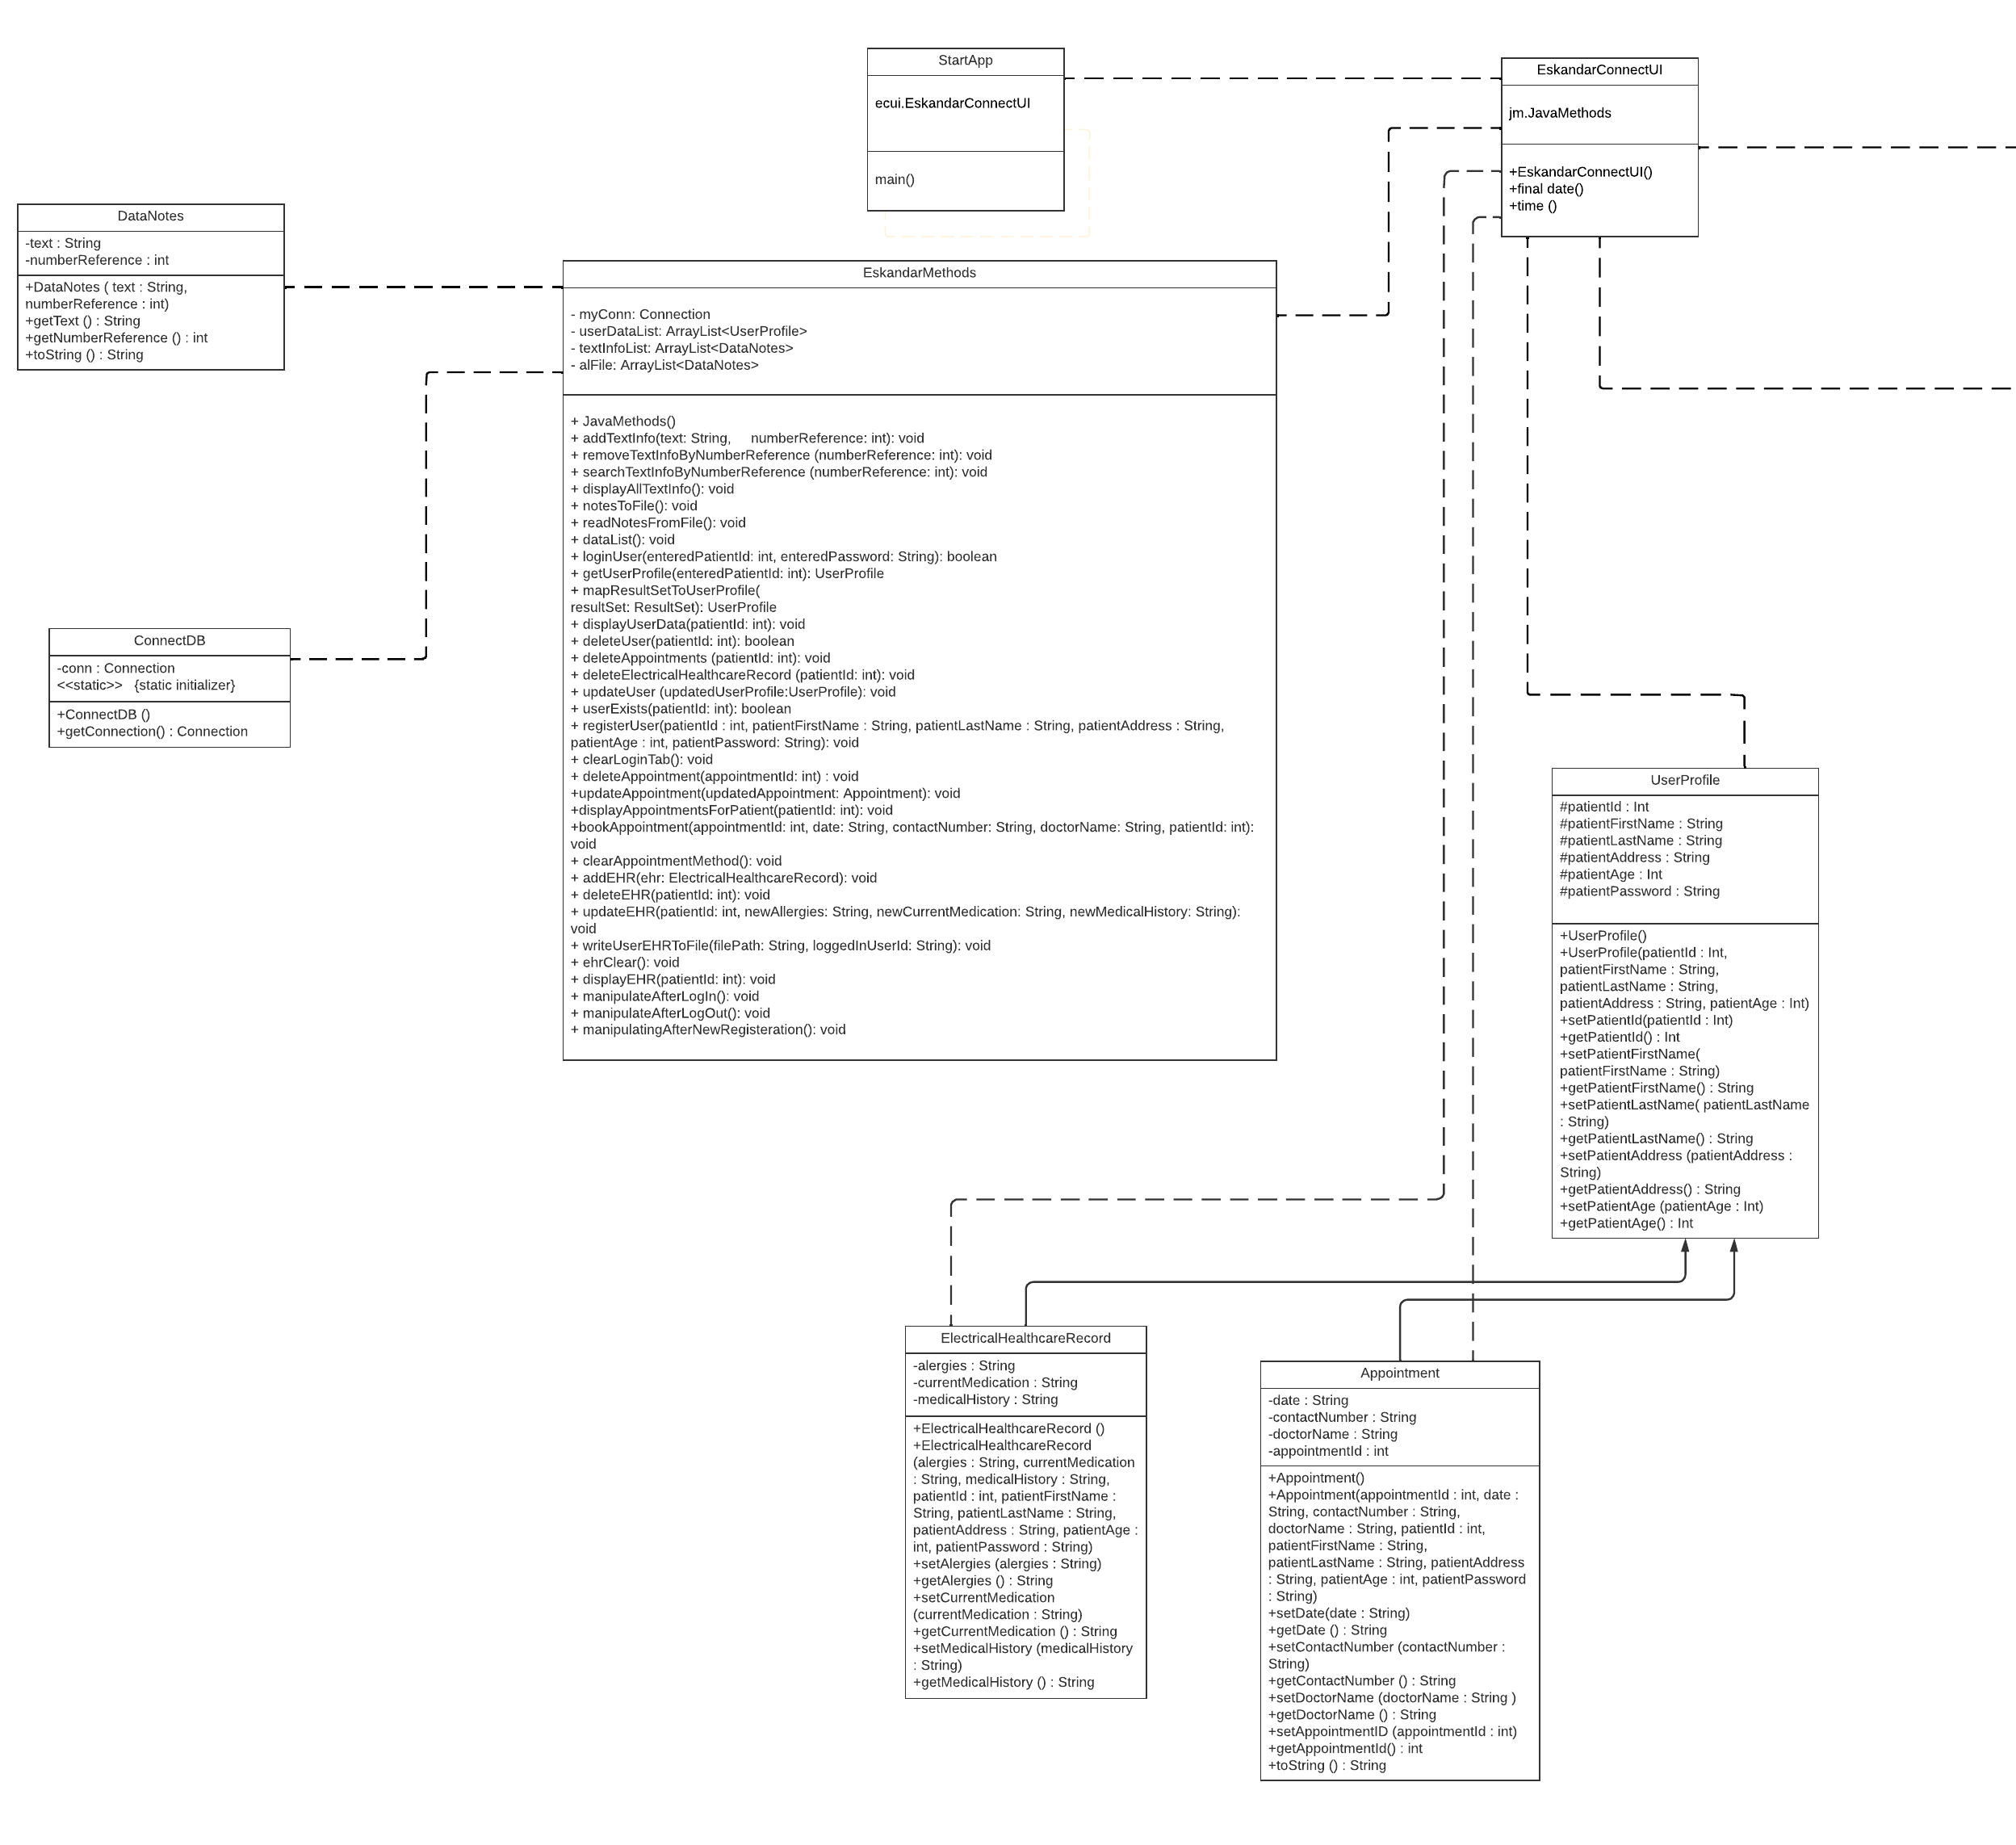 StartApp
ecui.EskandarConnectUI
main()
EskandarConnectUI
jm.JavaMethods
+EskandarConnectUI()
+final date()
+time ()
DataNotes
-text : String
-numberReference : int
+DataNotes ( text : String,
numberReference : int)
+getText () : String
+getNumberReference () : int
+toString () : String
EskandarMethods
- myConn: Connection
- userDataList: ArrayList<UserProfile>
- textInfoList: ArrayList<DataNotes>
- alFile: ArrayList<DataNotes>
+ JavaMethods()
+ addTextInfo(text: String,     numberReference: int): void
+ removeTextInfoByNumberReference (numberReference: int): void
+ searchTextInfoByNumberReference (numberReference: int): void
+ displayAllTextInfo(): void
+ notesToFile(): void
+ readNotesFromFile(): void
+ dataList(): void
+ loginUser(enteredPatientId: int, enteredPassword: String): boolean
+ getUserProfile(enteredPatientId: int): UserProfile
+ mapResultSetToUserProfile(
resultSet: ResultSet): UserProfile
+ displayUserData(patientId: int): void
+ deleteUser(patientId: int): boolean
+ deleteAppointments (patientId: int): void
+ deleteElectricalHealthcareRecord (patientId: int): void
+ updateUser (updatedUserProfile:UserProfile): void
+ userExists(patientId: int): boolean
+ registerUser(patientId : int, patientFirstName : String, patientLastName : String, patientAddress : String,
patientAge : int, patientPassword: String): void
+ clearLoginTab(): void
+ deleteAppointment(appointmentId: int) : void
+updateAppointment(updatedAppointment: Appointment): void
+displayAppointmentsForPatient(patientId: int): void
+bookAppointment(appointmentId: int, date: String, contactNumber: String, doctorName: String, patientId: int):
void
+ clearAppointmentMethod(): void
+ addEHR(ehr: ElectricalHealthcareRecord): void
+ deleteEHR(patientId: int): void
+ updateEHR(patientId: int, newAllergies: String, newCurrentMedication: String, newMedicalHistory: String):
void
+ writeUserEHRToFile(filePath: String, loggedInUserId: String): void
+ ehrClear(): void
+ displayEHR(patientId: int): void
+ manipulateAfterLogIn(): void
+ manipulateAfterLogOut(): void
+ manipulatingAfterNewRegisteration(): void
ConnectDB
-conn : Connection
<<static>>   {static initializer}
+ConnectDB ()
+getConnection() : Connection
UserProfile
#patientId : Int
#patientFirstName : String
#patientLastName : String
#patientAddress : String
#patientAge : Int
#patientPassword : String
+UserProfile()
+UserProfile(patientId : Int,
patientFirstName : String,
patientLastName : String,
patientAddress : String, patientAge : Int)
+setPatientId(patientId : Int)
+getPatientId() : Int
+setPatientFirstName(
patientFirstName : String)
+getPatientFirstName() : String
+setPatientLastName( patientLastName
: String)
+getPatientLastName() : String
+setPatientAddress (patientAddress :
String)
+getPatientAddress() : String
+setPatientAge (patientAge : Int)
+getPatientAge() : Int
ElectricalHealthcareRecord
-alergies : String
-currentMedication : String
-medicalHistory : String
+ElectricalHealthcareRecord ()
+ElectricalHealthcareRecord
(alergies : String, currentMedication
: String, medicalHistory : String,
patientId : int, patientFirstName :
String, patientLastName : String,
patientAddress : String, patientAge :
int, patientPassword : String)
+setAlergies (alergies : String)
+getAlergies () : String
+setCurrentMedication
(currentMedication : String)
+getCurrentMedication () : String
+setMedicalHistory (medicalHistory
: String)
+getMedicalHistory () : String
Appointment
-date : String
-contactNumber : String
-doctorName : String
-appointmentId : int
+Appointment()
+Appointment(appointmentId : int, date :
String, contactNumber : String,
doctorName : String, patientId : int,
patientFirstName : String,
patientLastName : String, patientAddress
: String, patientAge : int, patientPassword
: String)
+setDate(date : String)
+getDate () : String
+setContactNumber (contactNumber :
String)
+getContactNumber () : String
+setDoctorName (doctorName : String )
+getDoctorName () : String
+setAppointmentID (appointmentId : int)
+getAppointmentId() : int
+toString () : String